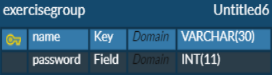 exercisegroup Untitled6
name Key Domain VARCHAR(30)
password Field Domain INT(11)